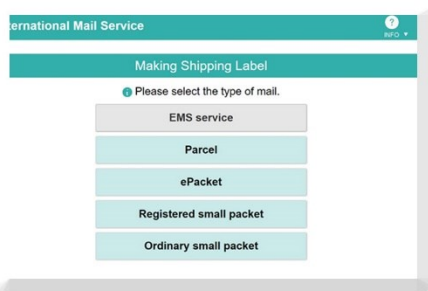 ternational Mail Service
?
INFO ▼
Making Shipping Label
i Please select the type of mail.
EMS service
Parcel
ePacket
Registered small packet
Ordinary small packet